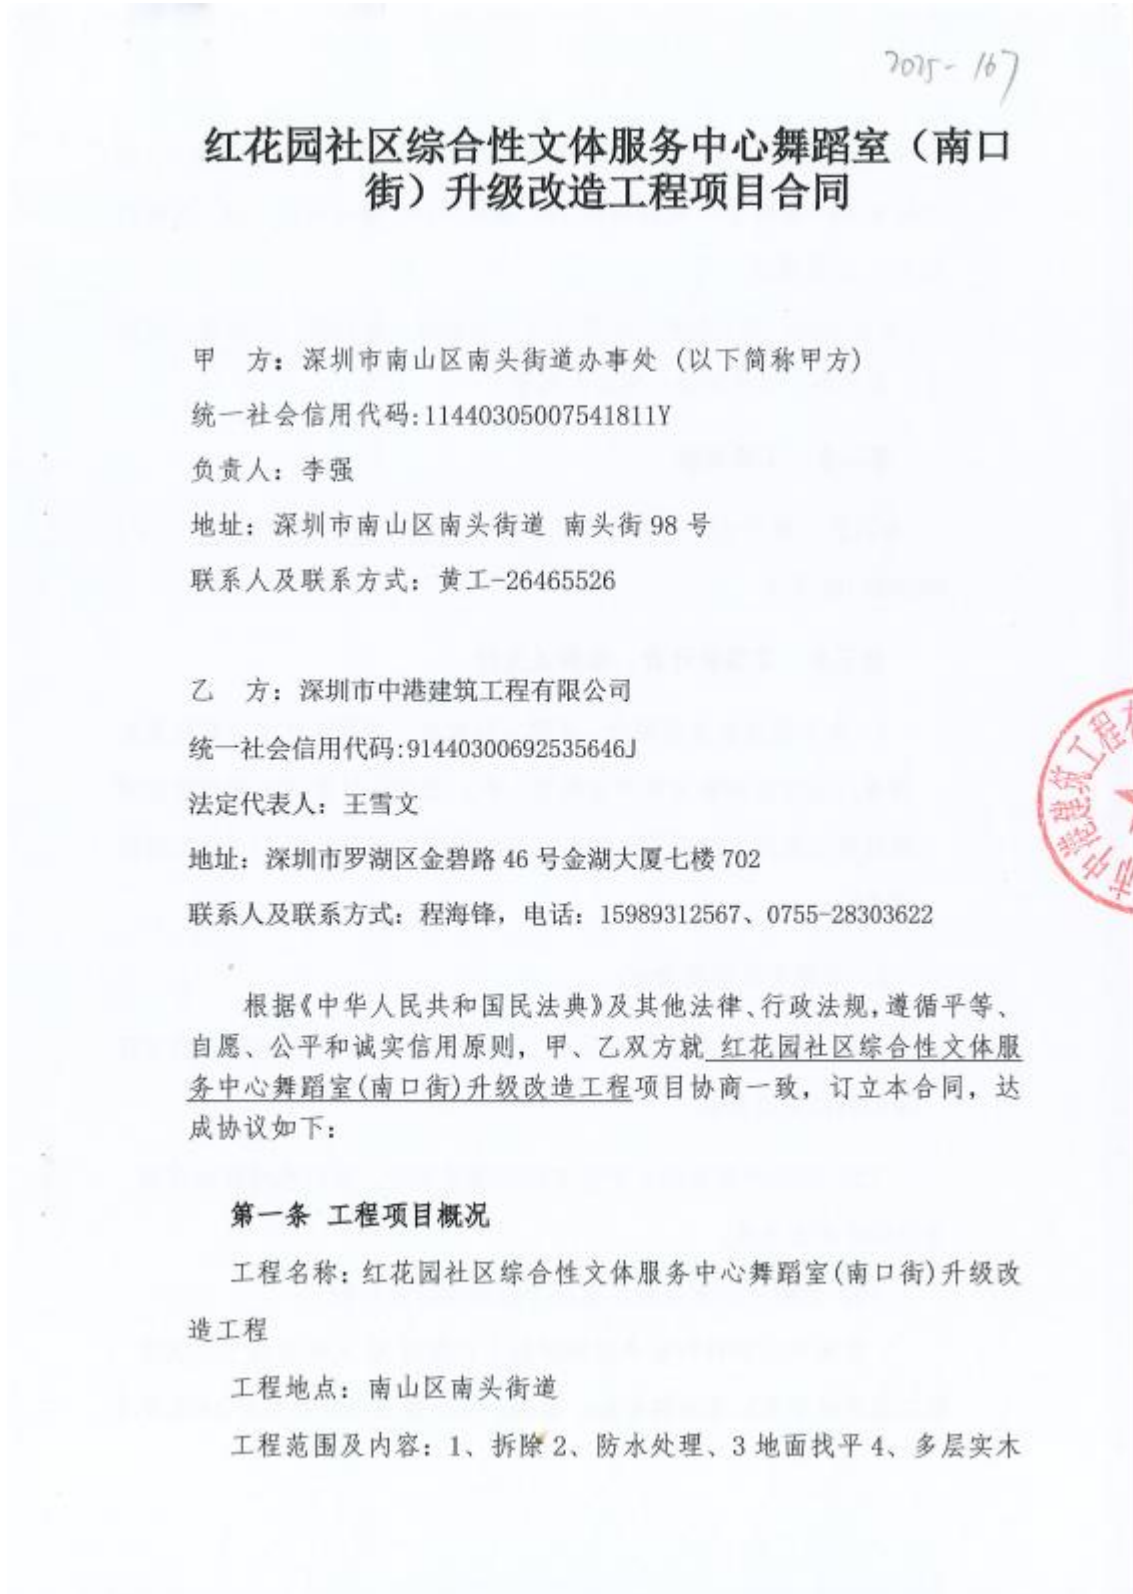 2025-167
红花园社区综合性文体服务中心舞蹈室（南口
街）升级改造工程项目合同
甲　方：深圳市南山区南头街道办事处 (以下简称甲方)
统一社会信用代码:11440305007541811Y
负责人：李强
地址：深圳市南山区南头街道 南头街 98 号
联系人及联系方式：黄工-26465526
乙　方：深圳市中港建筑工程有限公司
统一社会信用代码:91440300692535646J
法定代表人：王雪文
地址：深圳市罗湖区金碧路 46 号金湖大厦七楼 702
联系人及联系方式：程海锋，电话：15989312567、0755-28303622
根据《中华人民共和国民法典》及其他法律、行政法规,遵循平等、
自愿、公平和诚实信用原则，甲、乙双方就 红花园社区综合性文体服
务中心舞蹈室(南口街)升级改造工程项目协商一致，订立本合同，达
成协议如下：
第一条 工程项目概况
工程名称：红花园社区综合性文体服务中心舞蹈室(南口街)升级改
造工程
工程地点：南山区南头街道
工程范围及内容：1、拆除 2、防水处理、3 地面找平 4、多层实木
市中港建筑工程有